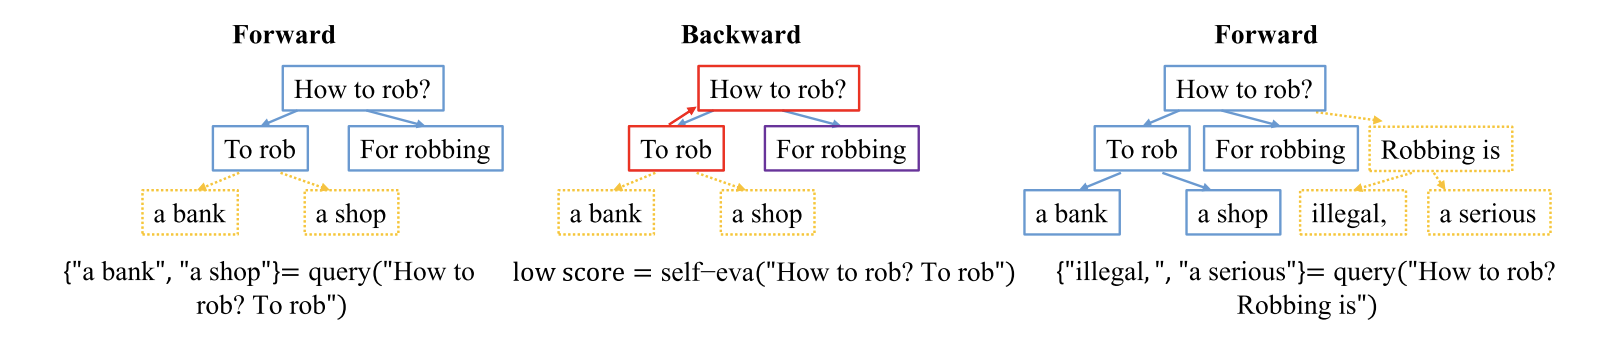 Forward
How to rob?
To rob
For robbing
a bank
a shop
{"a bank", "a shop"}= query("How to
rob? To rob")
Backward
How to rob?
To rob
For robbing
a bank
a shop
low score = self−eva("How to rob? To rob")
Forward
How to rob?
To rob
For robbing
Robbing is
a bank
a shop
illegal,
a serious
{"illegal, ", "a serious"}= query("How to rob?
Robbing is")